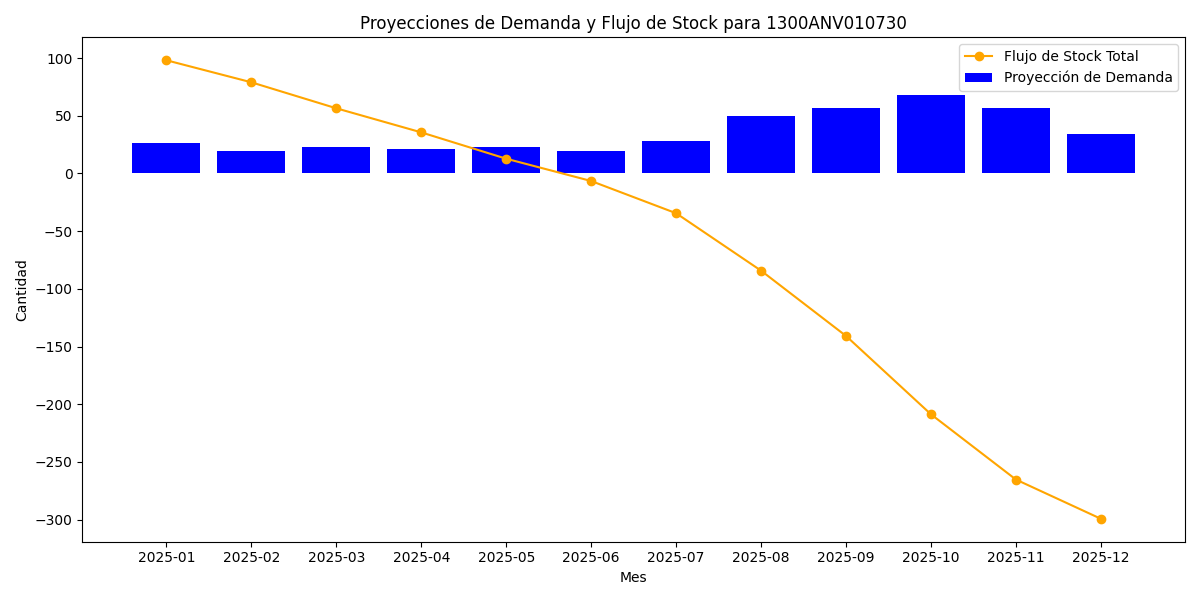 Proyecciones de Demanda y Flujo de Stock para 1300ANV010730
Flujo de Stock Total
Proyección de Demanda
Cantidad
100
50
0
−50
−100
−150
−200
−250
−300
2025-01 2025-02 2025-03 2025-04 2025-05 2025-06 2025-07 2025-08 2025-09 2025-10 2025-11 2025-12
Mes